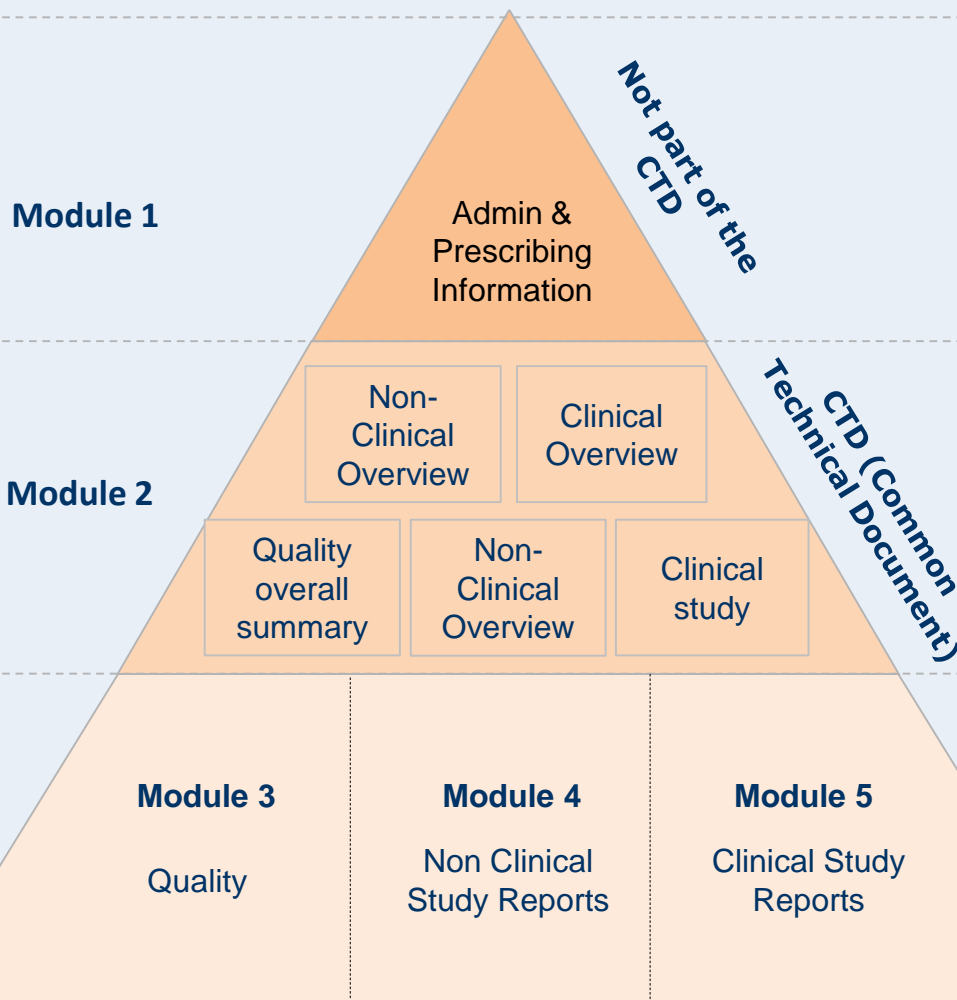 Not part of the
CTD
Module 1
Admin &
Prescribing
Information
Module 2
Non-
Clinical
Overview
Clinical
Overview
CTD (Common
Technical Document)
Quality
overall
summary
Non-
Clinical
Overview
Clinical
study
Module 3
Quality
Module 4
Non Clinical
Study Reports
Module 5
Clinical Study
Reports